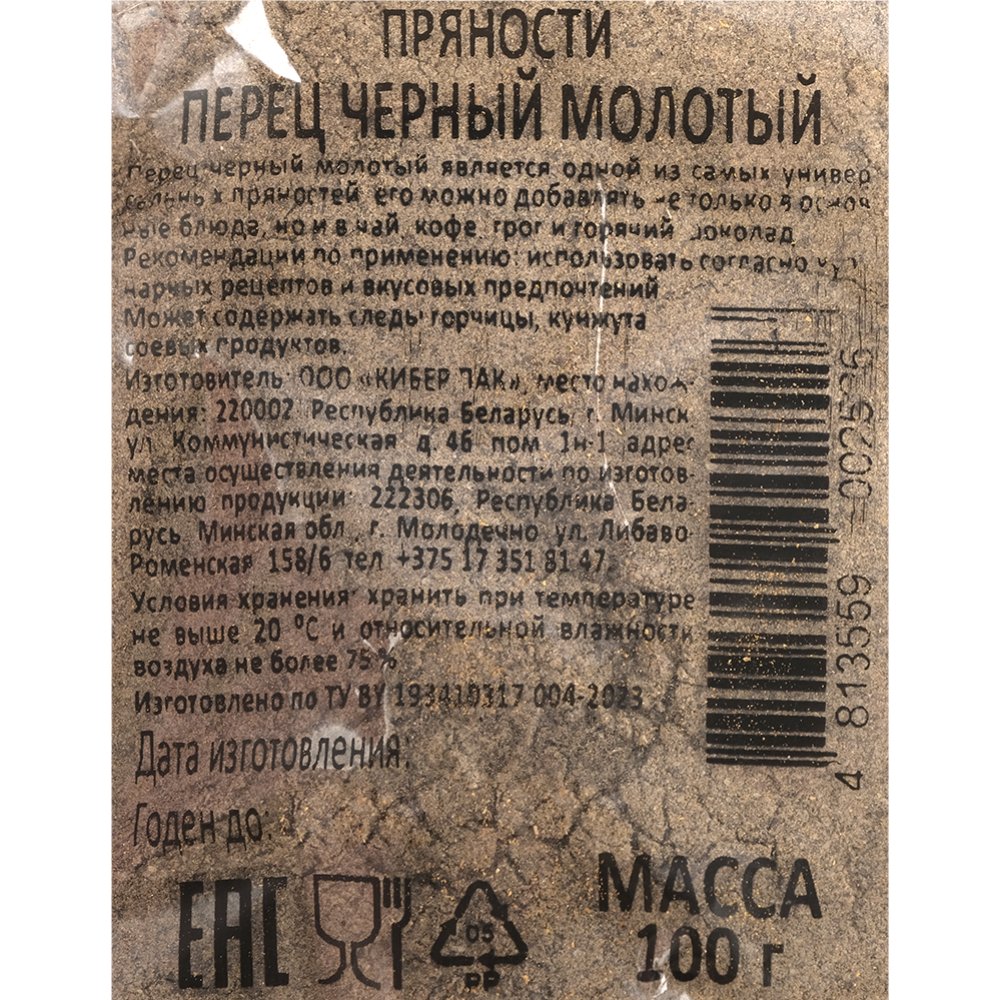 ПРЯНОСТИ
ПЕРЕЦ ЧЕРНЫЙ МОЛОТЫЙ
Перец черный молотый является одной из самых универ
сальных пряностей, его можно добавлять не только в основ
ные блюда, но и в чай, кофе, грог и горячий шоколад
Рекомендации по применению: использовать согласно
нарных рецептов и вкусовых предпочтений
Может содержать следы горчицы, кунжута
соевых продуктов.
Изготовитель: ООО «КИБЕР ПАК», место нахож-
дения: 220002 Республика Беларусь, г. Минск
ул. Коммунистическая д. 46 пом 1н-1 адрес
места осуществления деятельности по изготов-
лению продукции: 222306, Республика Бела-
русь, Минская обл., г. Молодечно ул. Либаво-
Роменская 158/6 тел +375 17 351 81 47.
Условия хранения: хранить при температуре
не выше 20 °С и относительной влажности
воздуха не более 75 %
Изготовлено по ТУ BY 193410317 004-2023
Дата изготовления:
Годен до:
4 813559 002536
EAC
05
PP
МАССА
100 г